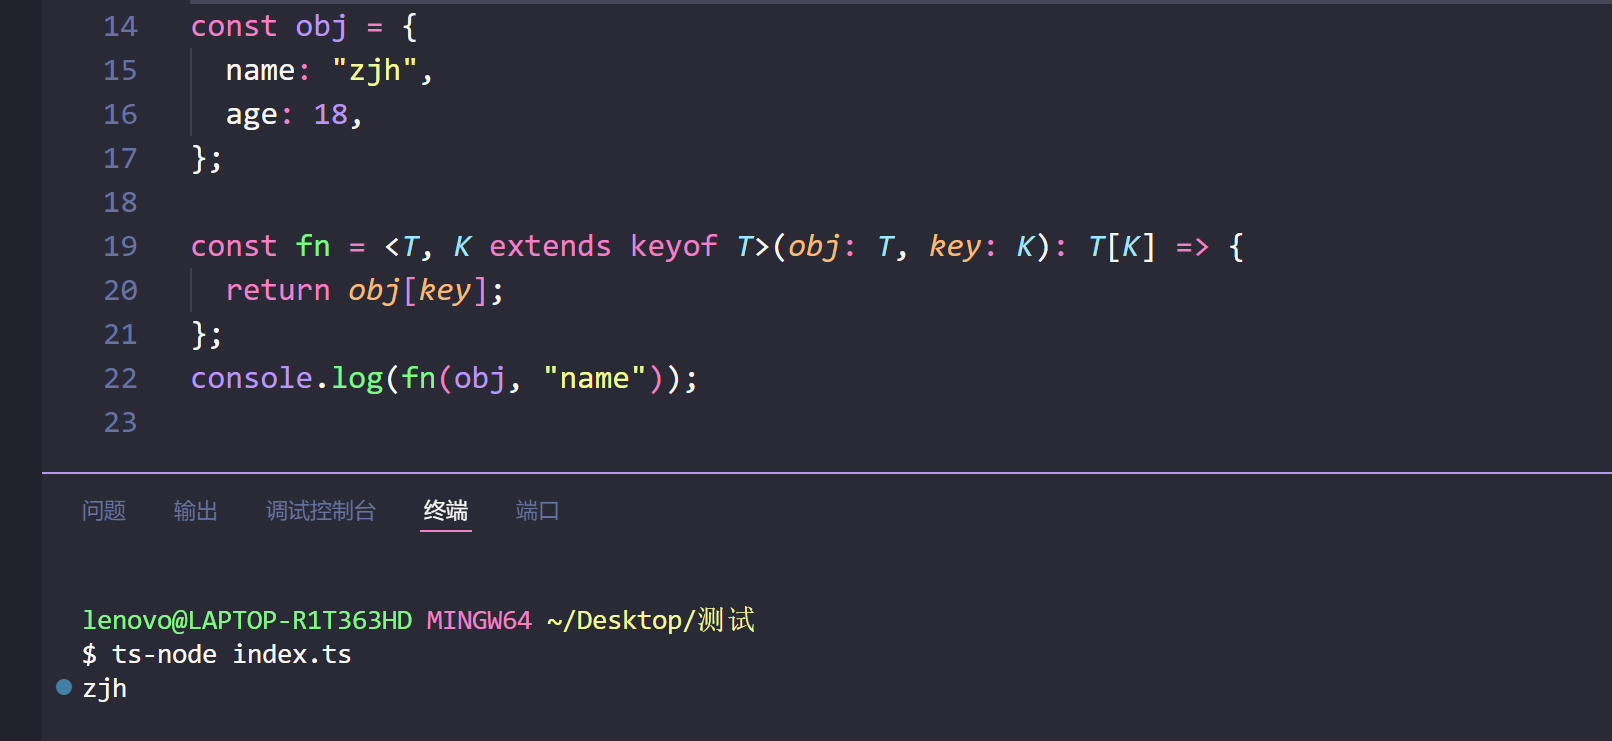 14 const obj = {
15   name: "zjh",
16   age: 18,
17 };
18
19 const fn = <T, K extends keyof T>(obj: T, key: K): T[K] => {
20   return obj[key];
21 };
22 console.log(fn(obj, "name"));
23
问题 输出 调试控制台 终端 端口
lenovo@LAPTOP-R1T363HD MINGW64 ~/Desktop/测试
$ ts-node index.ts
zjh